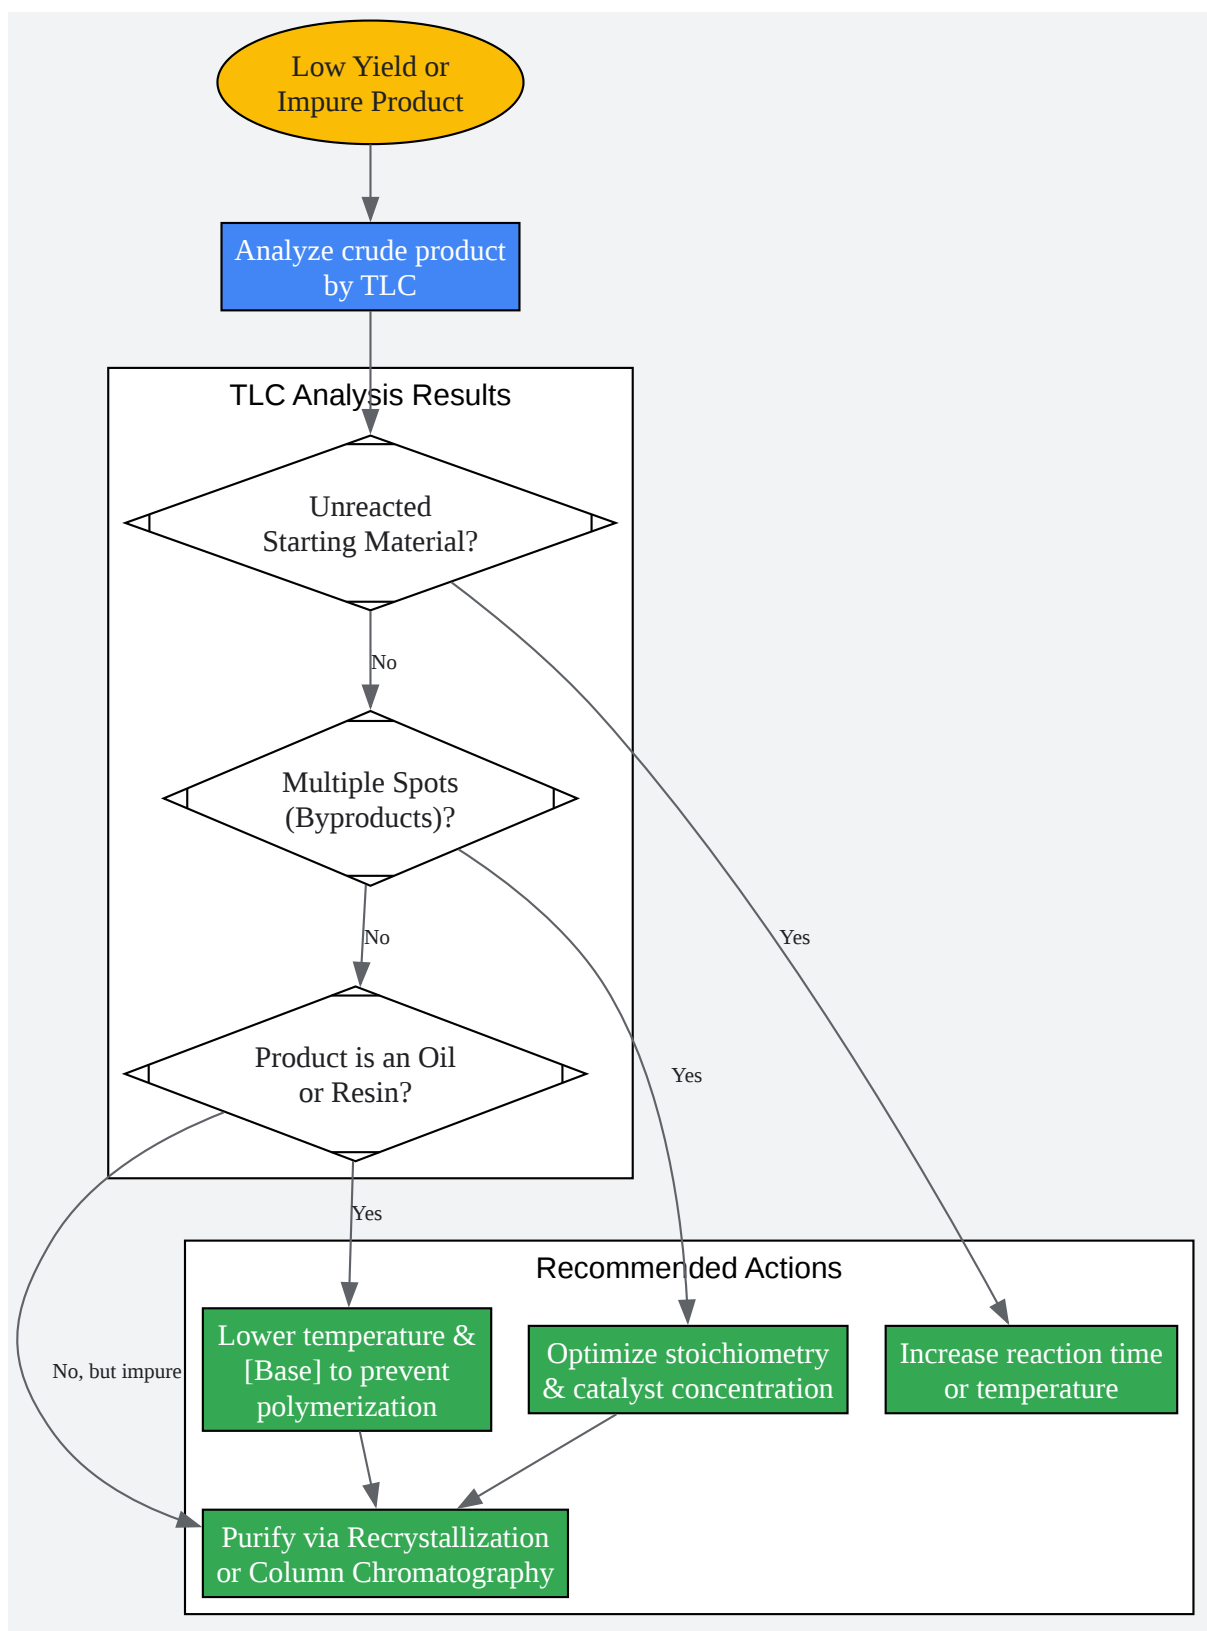 Low Yield or
Impure Product
Analyze crude product
by TLC
TLC Analysis Results
Unreacted
Starting Material?
No
Multiple Spots
(Byproducts)?
No
Yes
Product is an Oil
or Resin?
Yes
Yes
Recommended Actions
Lower temperature &
[Base] to prevent
polymerization
Optimize stoichiometry
& catalyst concentration
Increase reaction time
or temperature
No, but impure
Purify via Recrystallization
or Column Chromatography